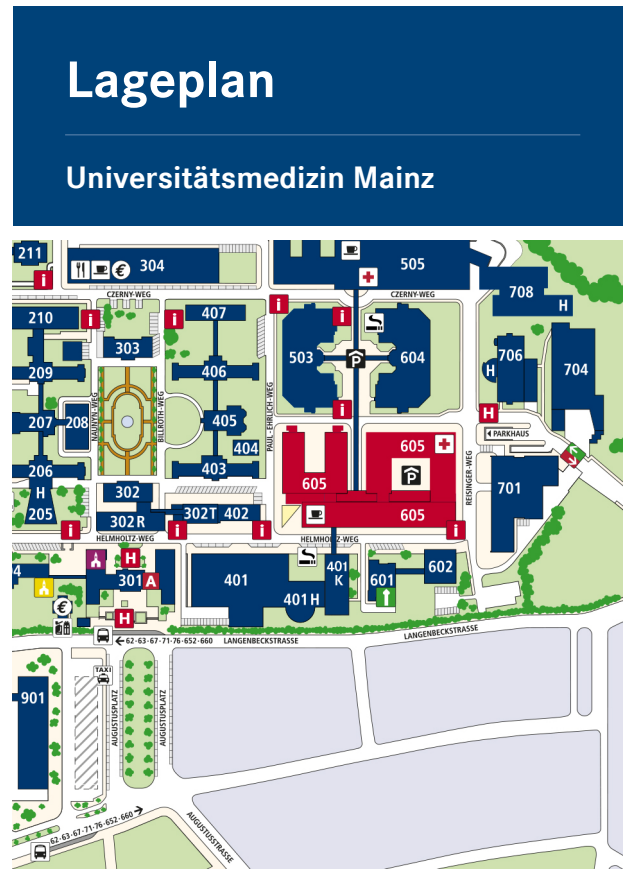 Lageplan
Universitätsmedizin Mainz
211
304
€
505
CZERNY-WEG
CZERNY-WEG
708
H
210
i
i
i
407
i
i
303
503
604
706
704
H
209
406
P
NAUNYN-WEG
BILLROTH-WEG
PAUL-EHRLICH-WEG
207
208
405
i
H
PARKHAUS
404
605
206
403
605
P
REISINGER-WEG
H
302
701
205
302 R
302T
402
605
i
i
i
i
HELMHOLTZ-WEG
HELMHOLTZ-WEG
4
H
301
A
401
401
K
601
602
401 H
€
H
62-63-67-71-76-652-660
LANGENBECKSTRASSE
LANGENBECKSTRASSE
TAXI
901
AUGUSTUSPLATZ
AUGUSTUSPLATZ
62-63-67-71-76-652-660
AUGUSTUSSTRASSE